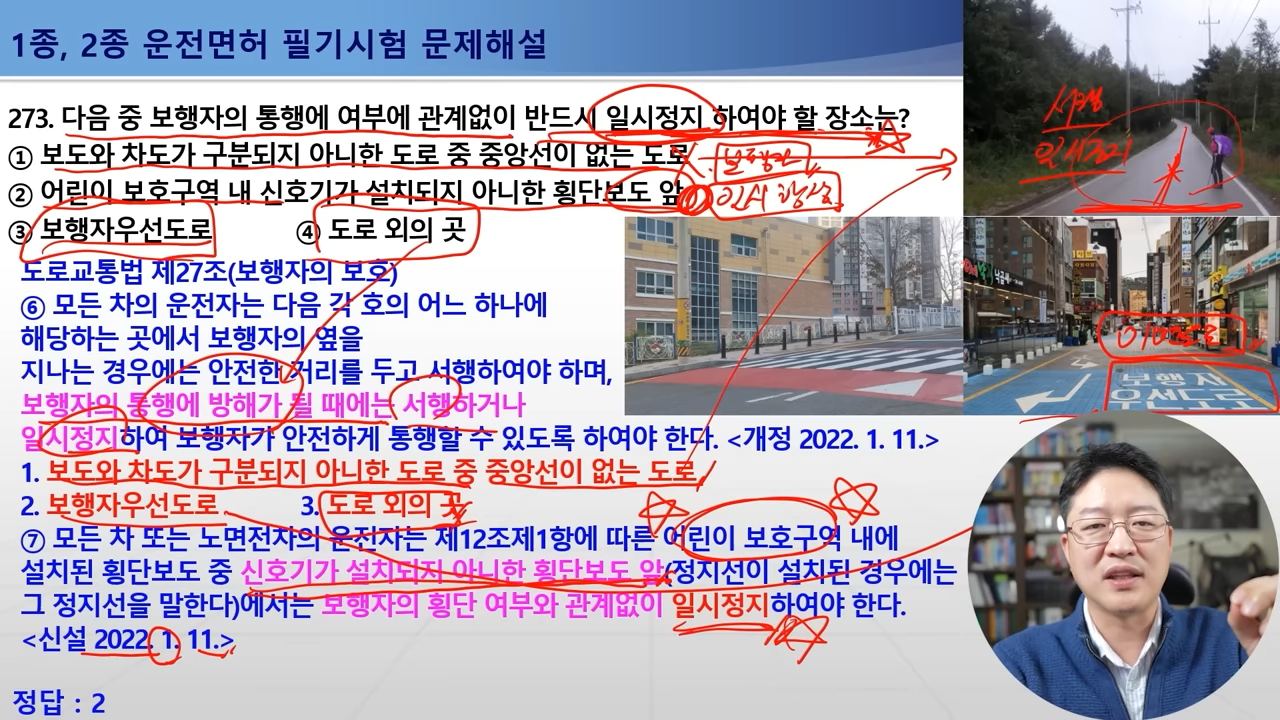 1종, 2종 운전면허 필기시험 문제해설
273. 다음 중 보행자의 통행에 여부에 관계없이 반드시 일시정지 하여야 할 장소는?
① 보도와 차도가 구분되지 아니한 도로 중 중앙선이 없는 도로
② 어린이 보호구역 내 신호기가 설치되지 아니한 횡단보도 앞
③ 보행자우선도로 ④ 도로 외의 곳
도로교통법 제27조(보행자의 보호)
⑥ 모든 차의 운전자는 다음 각 호의 어느 하나에
해당하는 곳에서 보행자의 옆을
지나는 경우에는 안전한 거리를 두고 서행하여야 하며,
보행자의 통행에 방해가 될 때에는 서행하거나
일시정지하여 보행자가 안전하게 통행할 수 있도록 하여야 한다. <개정 2022. 1. 11.>
1. 보도와 차도가 구분되지 아니한 도로 중 중앙선이 없는 도로
2. 보행자우선도로 3. 도로 외의 곳
⑦ 모든 차 또는 노면전차의 운전자는 제12조제1항에 따른 어린이 보호구역 내에
설치된 횡단보도 중 신호기가 설치되지 아니한 횡단보도 앞(정지선이 설치된 경우에는
그 정지선을 말한다)에서는 보행자의 횡단 여부와 관계없이 일시정지하여야 한다.
<신설 2022. 1. 11.>
정답 : 2
서행
일시정지
보행자